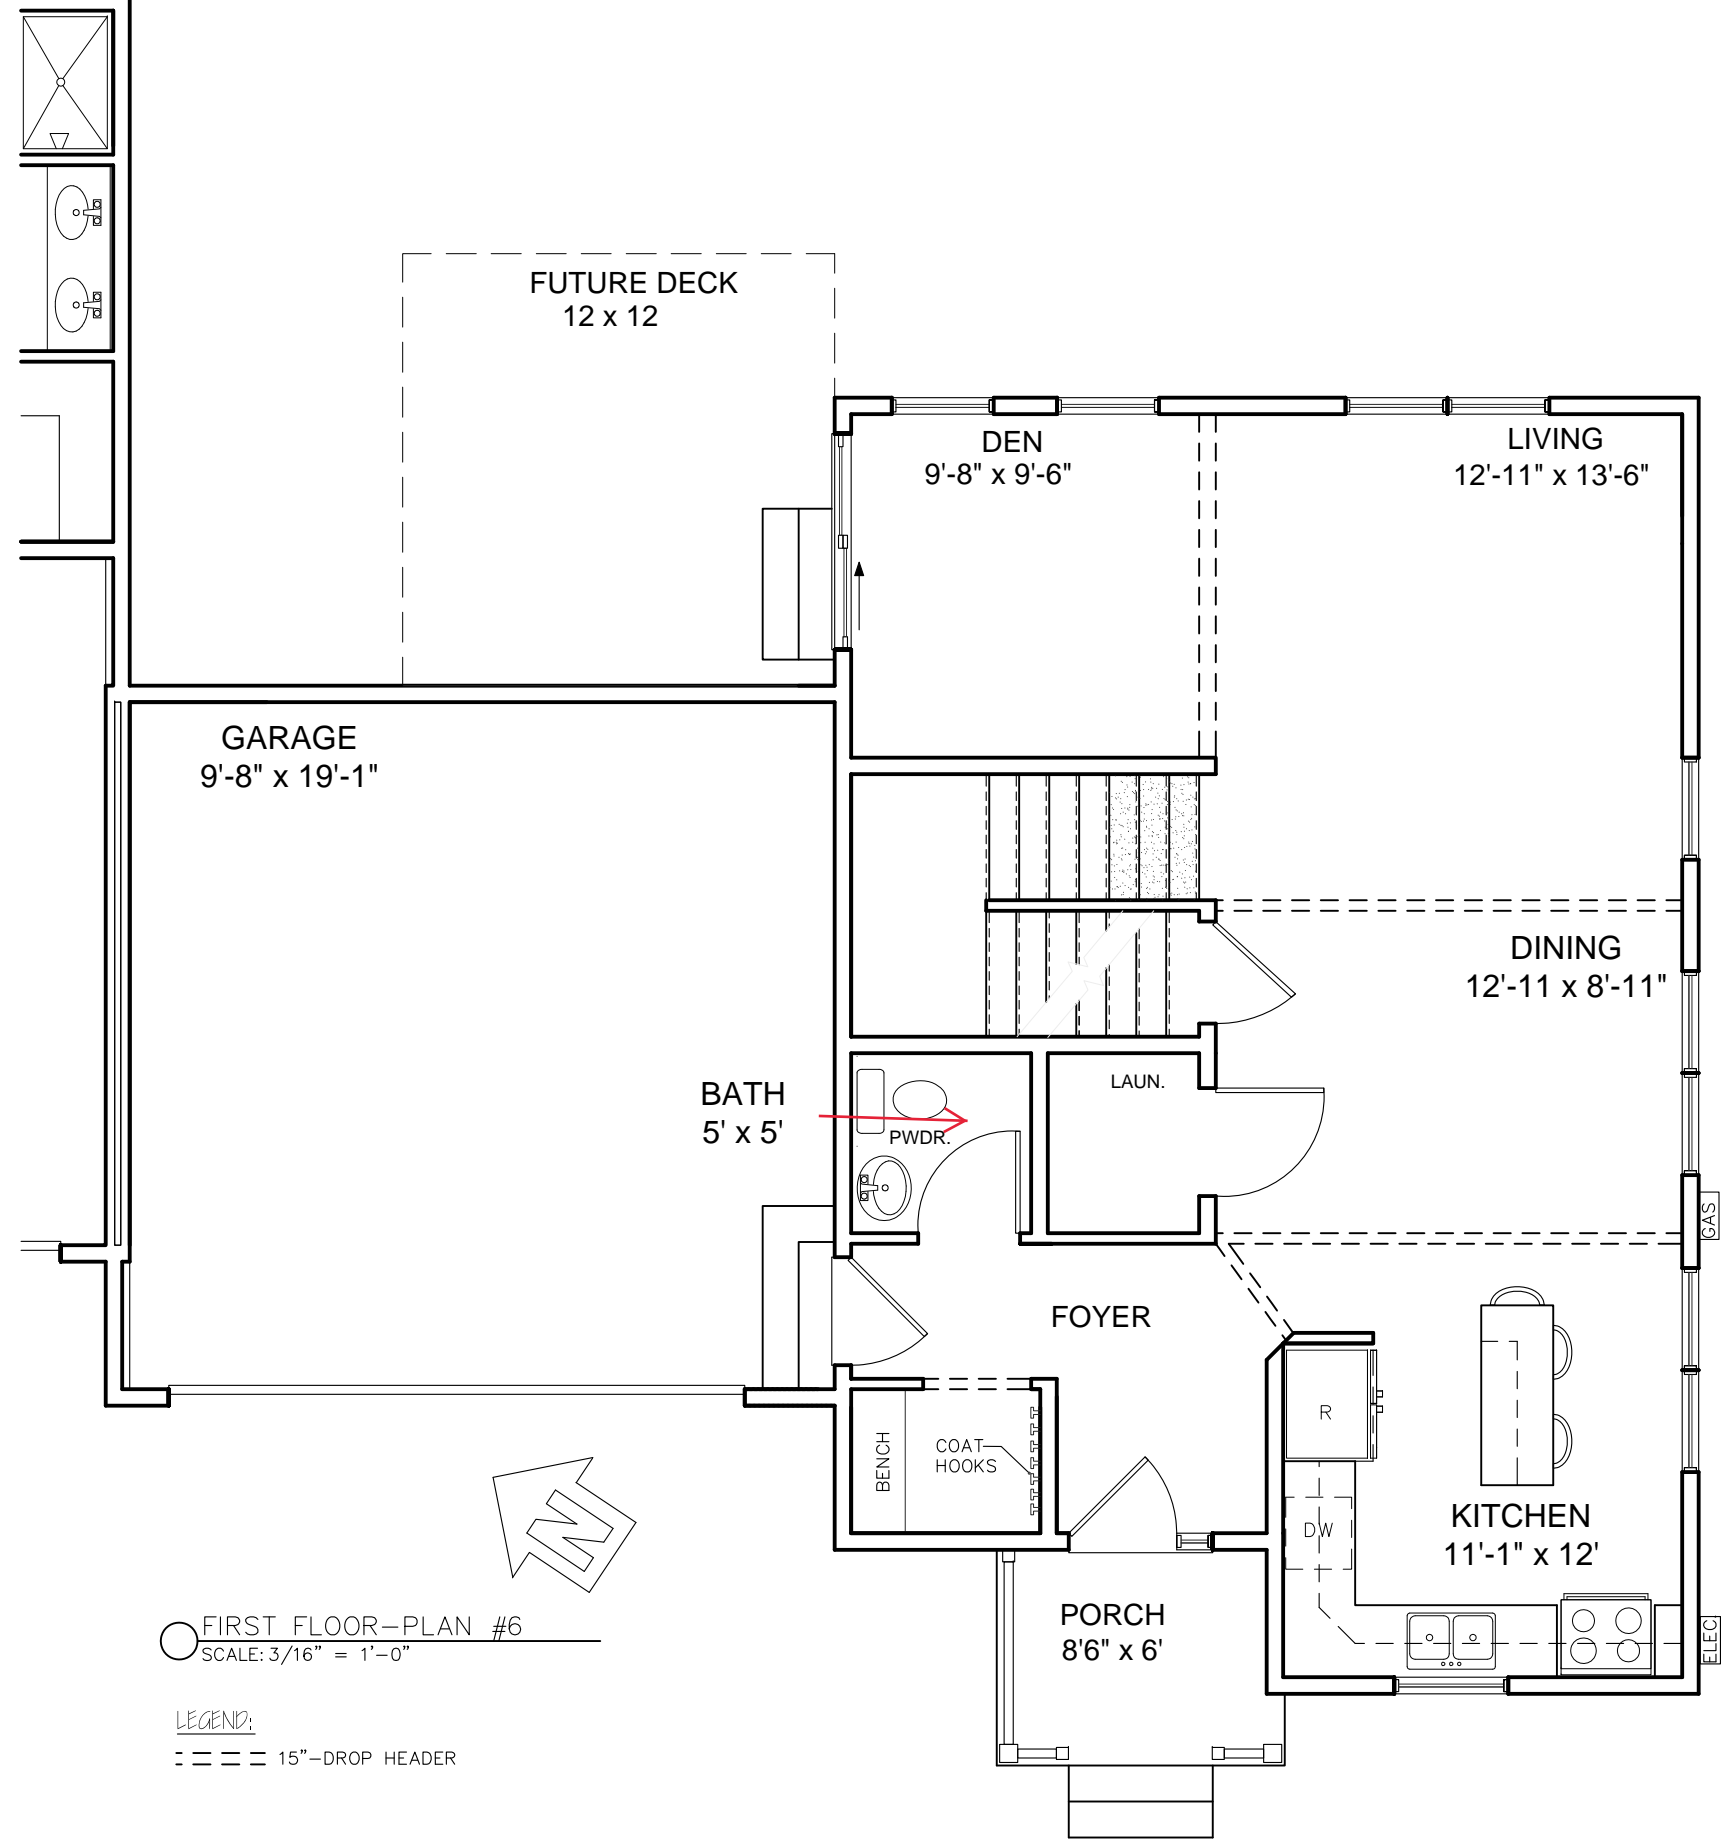 FUTURE DECK
12 x 12
DEN
9'-8" x 9'-6"
LIVING
12'-11" x 13'-6"
GARAGE
9'-8" x 19'-1"
DINING
12'-11 x 8'-11"
BATH
5' x 5'
PWDR.
LAUN.
GAS
FOYER
R
BENCH
COAT
HOOKS
DW
KITCHEN
11'-1" x 12'
N
PORCH
8'6" x 6'
ELEC
FIRST FLOOR-PLAN #6
SCALE: 3/16" = 1'-0"
LEGEND:
15"-DROP HEADER